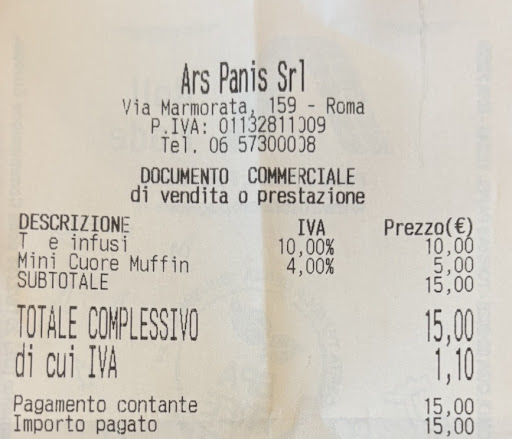 Ars Panis Srl
Via Marmorata, 159 - Roma
P.IVA: 01132811009
Tel. 06 57300008
DOCUMENTO COMMERCIALE
di vendita o prestazione
DESCRIZIONE IVA Prezzo(€)
T e infusi 10,00% 10,00
Mini Cuore Muffin 4,00% 5,00
SUBTOTALE 15,00
TOTALE COMPLESSIVO 15,00
di cui IVA 1,10
Pagamento contante 15,00
Importo pagato 15,00